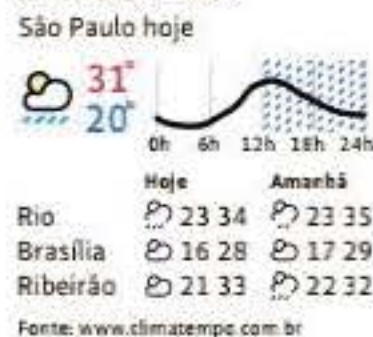 São Paulo hoje
31°
20°
0h 6h 12h 18h 24h
Hoje Amanhã
Rio 23 34 23 35
Brasília 16 28 17 29
Ribeirão 21 33 22 32
Fonte: www.climatempo.com.br